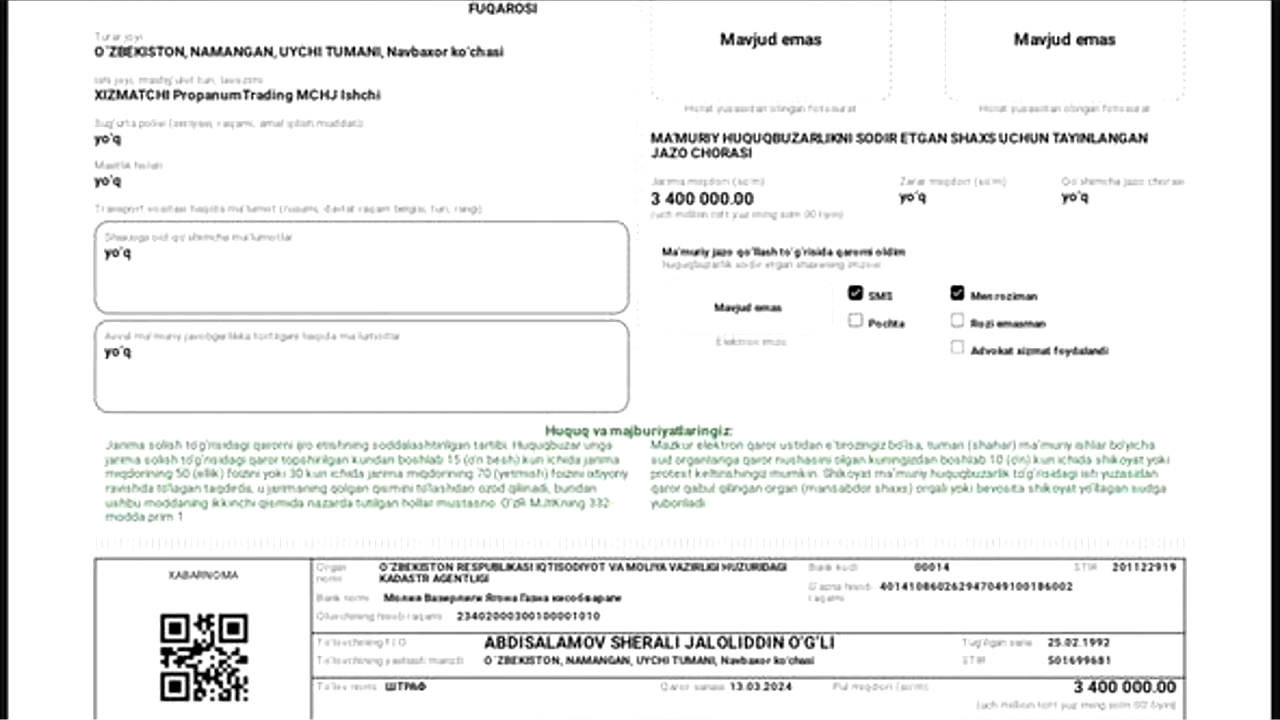 FUQAROSI
Turar joyi
O'ZBEKISTON, NAMANGAN, UYCHI TUMANI, Navbaxor ko'chasi
Ishi joyi, mashg'ulot turi, lavozimi
XIZMATCHI PropanumTrading MCHJ Ishchi
Sug'urta polisi (seriyasi, raqami, amal qilish muddati)
yo'q
Mastlik holati
yo'q
Transport vositasi haqida ma'lumot (rusumi, davlat raqam belgisi, turi, rangi)
Shaxsga oid qo'shimcha ma'lumotlar
yo'q
Avval ma'muriy javobgarlikka tortilgani haqida ma'lumotlar
yo'q
Mavjud emas
Mavjud emas
Holat yuzasidan olingan fotosurat
Holat yuzasidan olingan fotosurat
MA'MURIY HUQUQBUZARLIKNI SODIR ETGAN SHAXS UCHUN TAYINLANGAN
JAZO CHORASI
Jarima miqdori (so'm) Zarar miqdori (so'm) Qo'shimcha jazo chorasi
3 400 000.00 yo'q yo'q
(uch million to'rt yuz ming so'm 00 tiyin)
Ma'muriy jazo qo'llash to'g'risida qarorni oldim
huquqbuzarlik sodir etgan shaxsning imzosi
Mavjud emas
Elektron imzo
SMS
Pochta
Men roziman
Rozi emasman
Advokat xizmat foydalandi
Huquq va majburiyatlaringiz:
Jarima solish to'g'risidagi qarorni ijro etishning soddalashtirilgan tartibi. Huquqbuzar unga
jarima solish to'g'risidagi qaror topshirilgan kundan boshlab 15 (o'n besh) kun ichida jarima
miqdorining 50 (ellik) foizini yoki 30 kun ichida jarima miqdorining 70 (yetmish) foizini ixtiyoriy
ravishda to'lagan taqdirda, u jarimaning qolgan qismini to'lashdan ozod qilinadi, bundan
ushbu moddaning ikkinchi qismida nazarda tutilgan hollar mustasno. O'zR MJtKning 332-
modda prim 1
Mazkur elektron qaror ustidan e'tirozingiz bo'lsa, tuman (shahar) ma'muriy ishlar bo'yicha
sud organlariga qaror nushasini olgan kuningizdan boshlab 10 (o'n) kun ichida shikoyat yoki
protest keltirishingiz mumkin. Shikoyat ma'muriy huquqbuzarlik to'g'risidagi ish yuzasidan
qaror qabul qilingan organ (mansabdor shaxs) orqali yoki bevosita shikoyat yo'llagan sudga
yuboriladi
XABARNOMA
Organ nomi O'ZBEKISTON RESPUBLIKASI IQTISODIYOT VA MOLIYA VAZIRLIGI HUZURIDAGI
KADASTR AGENTLIGI
Bank kodi 00014 STIR 201122919
G'azna hisob raqami 401410860262947049100186002
Bank nomi Молия Вазирлиги Ягона Газна хисобварағи
Oluvchining hisob raqami 23402000300100001010
To'lovchining F.I.O ABDISALAMOV SHERALI JALOLIDDIN O'G'LI Tug'ilgan sana 25.02.1992
To'lovchining yashash manzili O'ZBEKISTON, NAMANGAN, UYCHI TUMANI, Navbaxor ko'chasi STIR 501699681
To'lov nomi ШТРАФ Qaror sanasi 13.03.2024 Pul miqdori (so'm) 3 400 000.00
(uch million to'rt yuz ming so'm 00 tiyin)